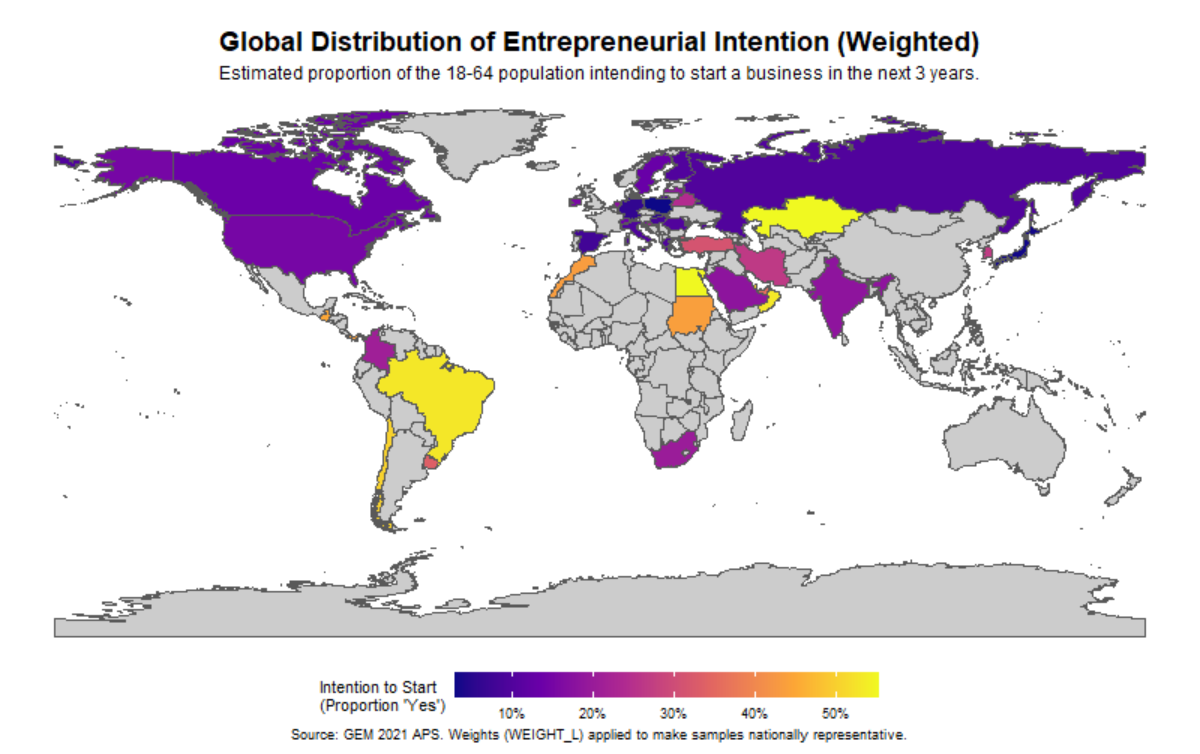 Global Distribution of Entrepreneurial Intention (Weighted)
Estimated proportion of the 18-64 population intending to start a business in the next 3 years.
Intention to Start
(Proportion 'Yes')
10% 20% 30% 40% 50%
Source: GEM 2021 APS. Weights (WEIGHT_L) applied to make samples nationally representative.